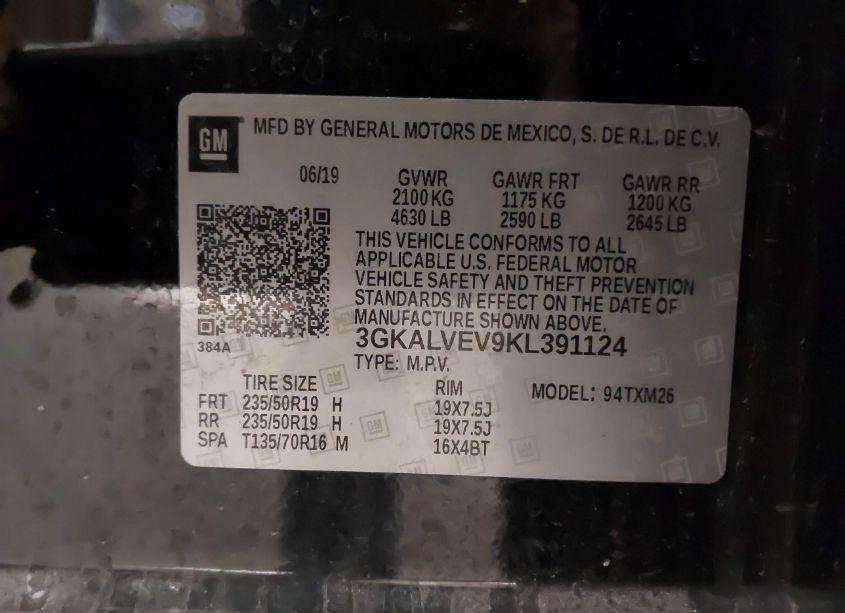 GM MFD BY GENERAL MOTORS DE MEXICO, S. DE R.L. DE C.V.
06/19 GVWR GAWR FRT GAWR RR
2100 KG 1175 KG 1200 KG
4630 LB 2590 LB 2645 LB
THIS VEHICLE CONFORMS TO ALL
APPLICABLE U.S. FEDERAL MOTOR
VEHICLE SAFETY AND THEFT PREVENTION
STANDARDS IN EFFECT ON THE DATE OF
MANUFACTURE SHOWN ABOVE.
384A 3GKALVEV9KL391124
TYPE: M.P.V.
TIRE SIZE RIM MODEL: 94TXM26
FRT 235/50R19 H 19X7.5J
RR 235/50R19 H 19X7.5J
SPA T135/70R16 M 16X4BT